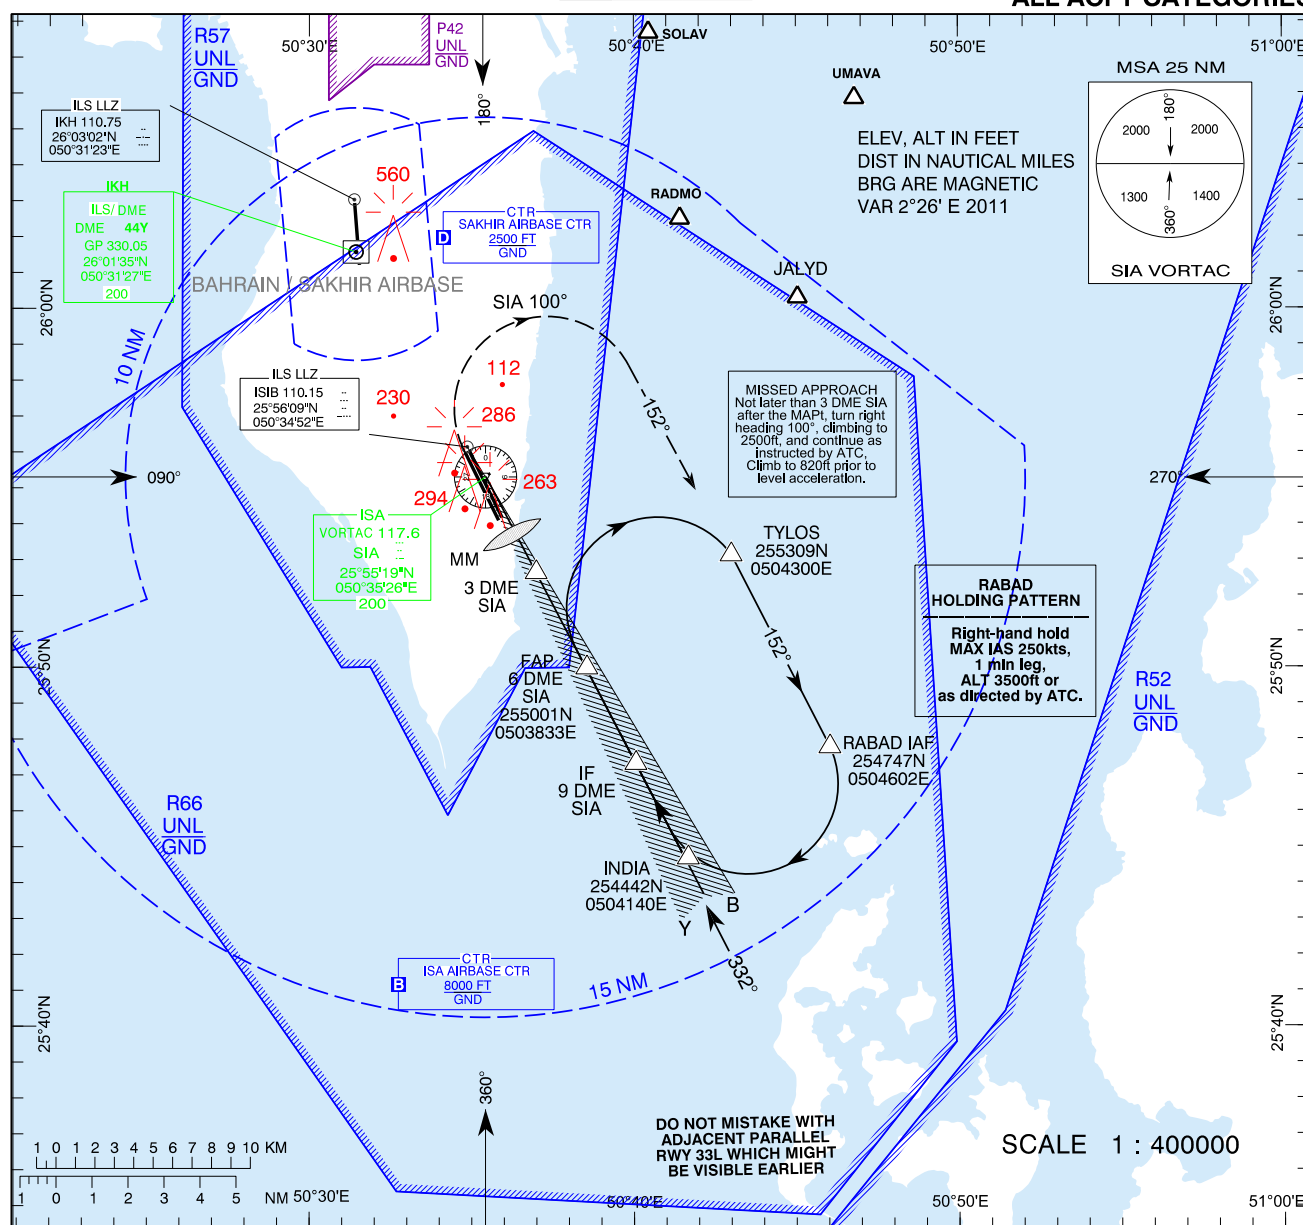 ALL ACFT CATEGORIES
R57
UNL
GND
50°30'E
P42
UNL
GND
180°
50°40'E
SOLAV
50°50'E
51°00'E
UMAVA
MSA 25 NM
180°
2000
2000
1300
1400
360°
SIA VORTAC
ELEV, ALT IN FEET
DIST IN NAUTICAL MILES
BRG ARE MAGNETIC
VAR 2°26' E 2011
ILS LLZ
IKH 110.75
26°03'02"N
050°31'23"E
IKH
ILS/DME
DME 44Y
GP 330,05
26°01'35"N
050°31'27"E
200
560
CTR
D
SAKHIR AIRBASE CTR
2500 FT
GND
RADMO
JALYD
BAHRAIN / SAKHIR AIRBASE
26°00'N
26°00'N
SIA 100°
10 NM
ILS LLZ
ISIB 110.15
25°56'09"N
050°34'52"E
230
112
286
152°
MISSED APPROACH
Not later than 3 DME SIA
after the MAPt, turn right
heading 100°, climbing to
2500ft, and continue as
instructed by ATC,
Climb to 820ft prior to
level acceleration.
090°
270°
294
263
ISA
VORTAC 117.6
SIA
25°55'19"N
050°35'26"E
200
MM
3 DME
SIA
TYLOS
255309N
0504300E
RABAD
HOLDING PATTERN
Right-hand hold
MAX IAS 250kts,
1 min leg,
ALT 3500ft or
as directed by ATC.
152°
25°50'N
25°50'N
FAP
6 DME
SIA
255001N
0503833E
R52
UNL
GND
RABAD IAF
254747N
0504602E
IF
9 DME
SIA
R66
UNL
GND
INDIA
254442N
0504140E
B
Y
332°
CTR
B
ISA AIRBASE CTR
8000 FT
GND
15 NM
25°40'N
25°40'N
360°
DO NOT MISTAKE WITH
ADJACENT PARALLEL
RWY 33L WHICH MIGHT
BE VISIBLE EARLIER
SCALE 1 : 400000
1 0 1 2 3 4 5 6 7 8 9 10 KM
1 0 1 2 3 4 5 NM
50°30'E
50°40'E
50°50'E
51°00'E